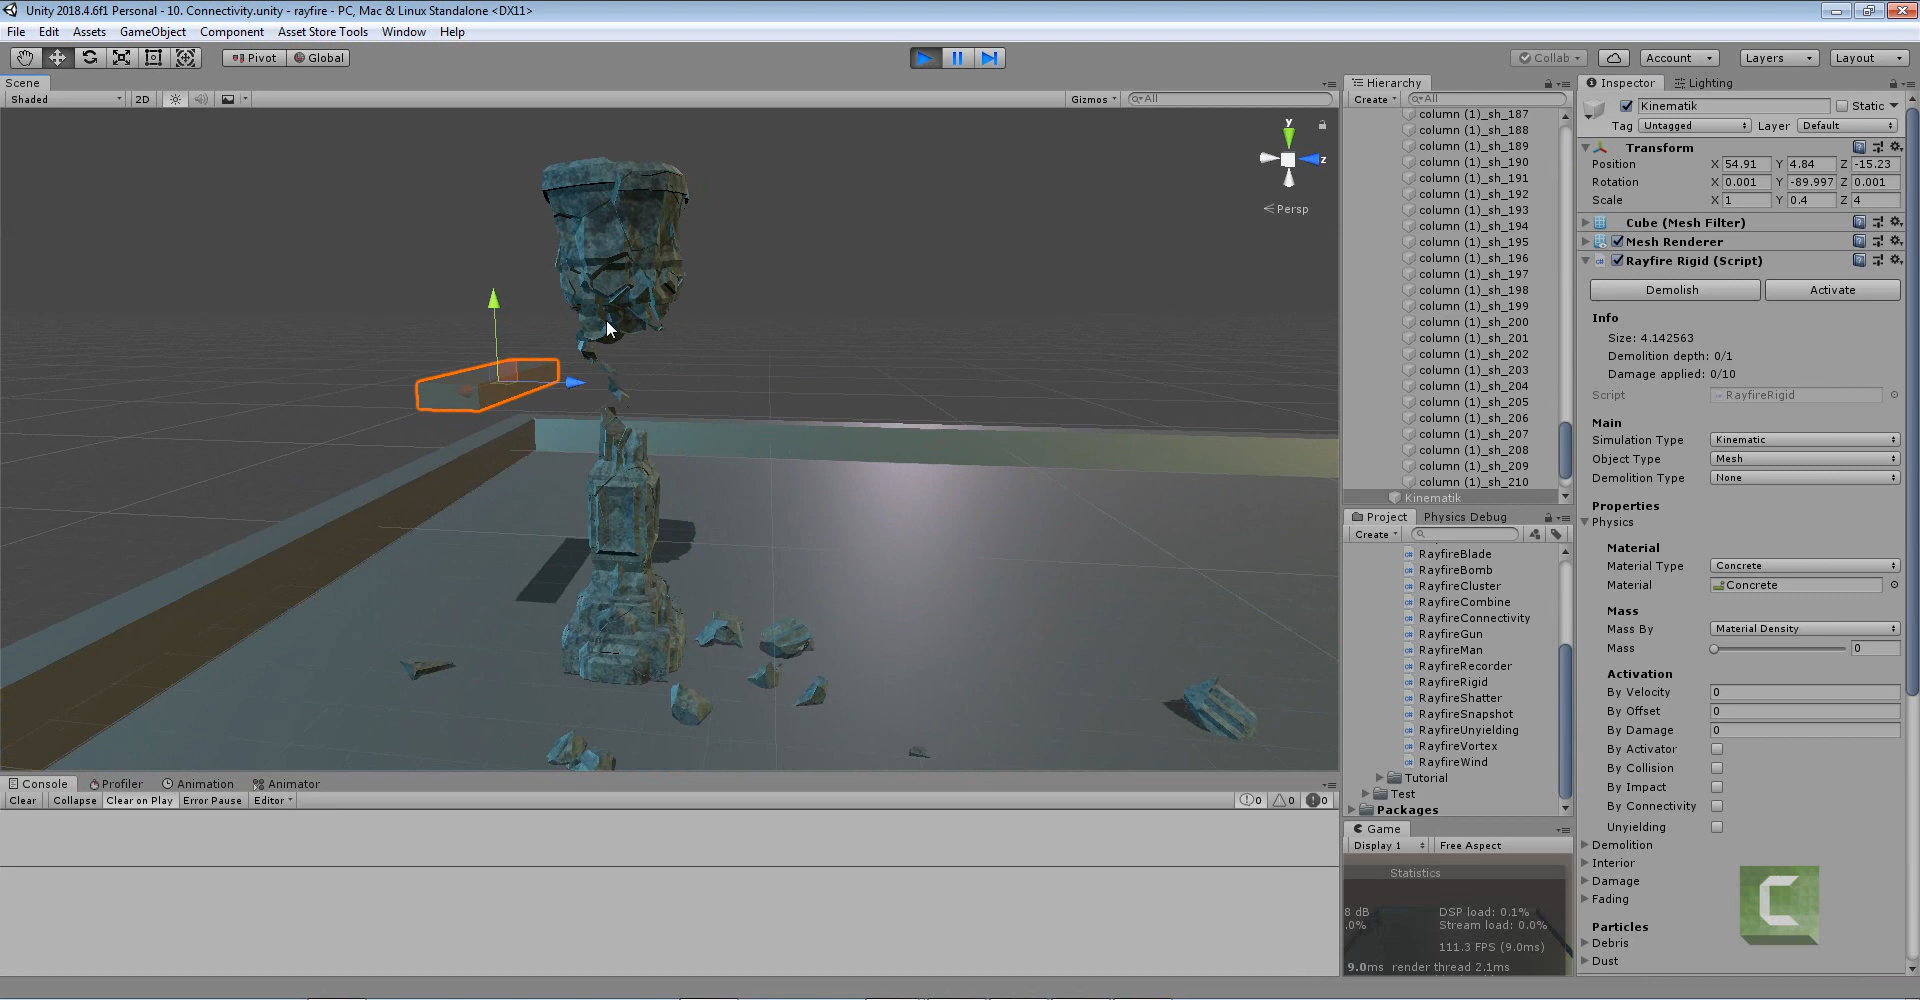 Unity 2018.4.6f1 Personal - 10. Connectivity.unity - rayfire - PC, Mac & Linux Standalone <DX11>
File Edit Assets GameObject Component Asset Store Tools Window Help
Pivot Global Collab Account Layers Layout
Scene
Shaded 2D Gizmos All
y
z
Persp
Hierarchy
Create All
column (1)_sh_187
column (1)_sh_188
column (1)_sh_189
column (1)_sh_190
column (1)_sh_191
column (1)_sh_192
column (1)_sh_193
column (1)_sh_194
column (1)_sh_195
column (1)_sh_196
column (1)_sh_197
column (1)_sh_198
column (1)_sh_199
column (1)_sh_200
column (1)_sh_201
column (1)_sh_202
column (1)_sh_203
column (1)_sh_204
column (1)_sh_205
column (1)_sh_206
column (1)_sh_207
column (1)_sh_208
column (1)_sh_209
column (1)_sh_210
Kinematik
Project Physics Debug
Create
RayfireBlade
RayfireBomb
RayfireCluster
RayfireCombine
RayfireConnectivity
RayfireGun
RayfireMan
RayfireRecorder
RayfireRigid
RayfireShatter
RayfireSnapshot
RayfireUnyielding
RayfireVortex
RayfireWind
Tutorial
Test
Packages
Game
Display 1 Free Aspect
Statistics
8 dB DSP load: 0.1%
.0% Stream load: 0.0%
111.3 FPS (9.0ms)
9.0ms render thread 2.1ms
Inspector Lighting
Kinematik Static
Tag Untagged Layer Default
Transform
Position X 54.91 Y 4.84 Z -15.23
Rotation X 0.001 Y -89.997 Z 0.001
Scale X 1 Y 0.4 Z 4
Cube (Mesh Filter)
Mesh Renderer
Rayfire Rigid (Script)
Demolish Activate
Info
Size: 4.142563
Demolition depth: 0/1
Damage applied: 0/10
Script RayfireRigid
Main
Simulation Type Kinematic
Object Type Mesh
Demolition Type None
Properties
Physics
Material
Material Type Concrete
Material Concrete
Mass
Mass By Material Density
Mass 0
Activation
By Velocity 0
By Offset 0
By Damage 0
By Activator
By Collision
By Impact
By Connectivity
Unyielding
Demolition
Interior
Damage
Fading
Particles
Debris
Dust
Console Profiler Animation Animator
Clear Collapse Clear on Play Error Pause Editor 0 0 0